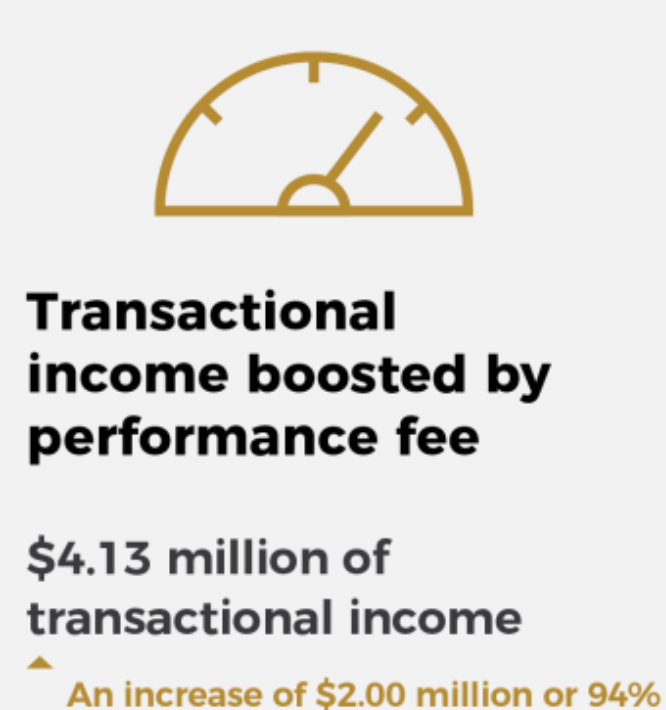 Transactional
income boosted by
performance fee
$4.13 million of
transactional income
An increase of $2.00 million or 94%